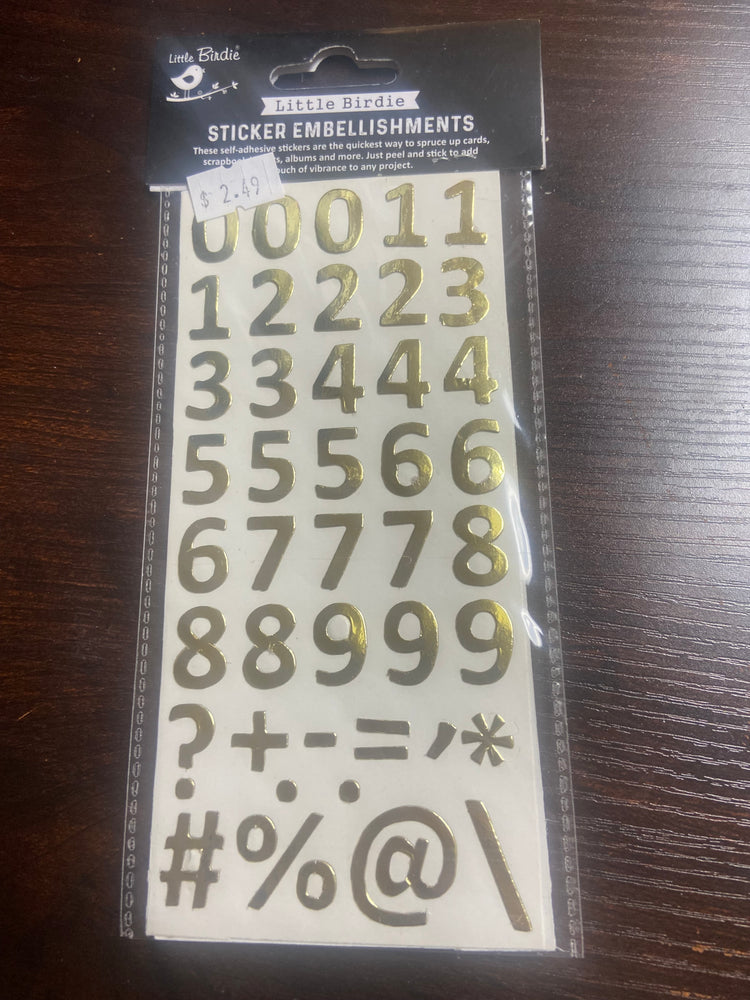 Little Birdie
Little Birdie
STICKER EMBELLISHMENTS
These self-adhesive stickers are the quickest way to spruce up cards,
albums and more. Just peel and stick to add
of vibrance to any project.
$ 2.49
0 0 0 1 1
1 2 2 2 3
3 3 4 4 4
5 5 5 6 6
6 7 7 7 8
8 8 9 9 9
? + - = , *
. .
# % @ \